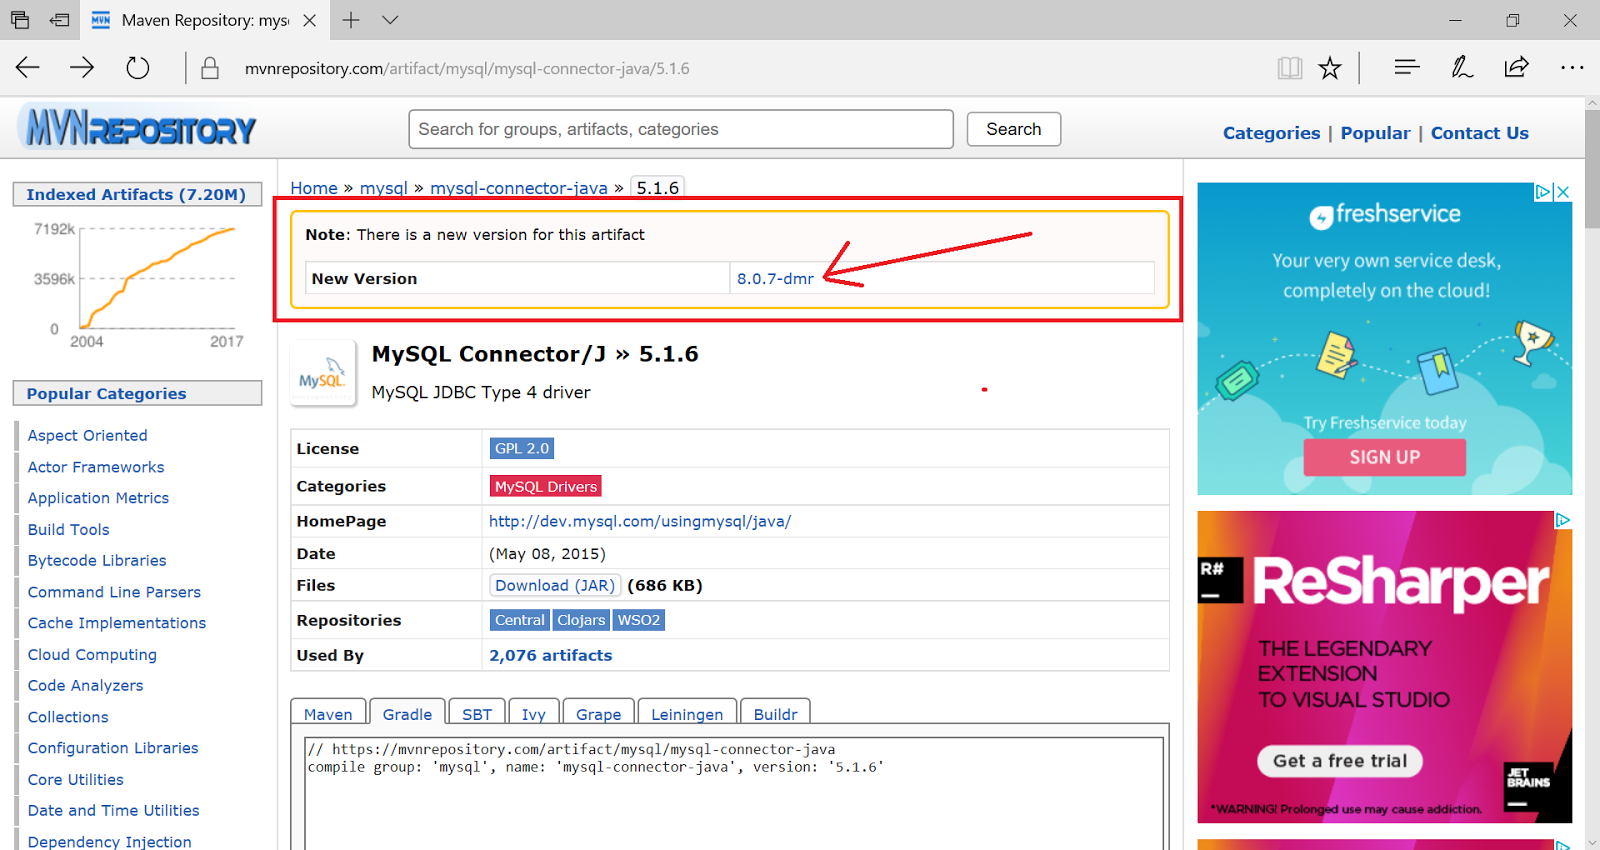 Maven Repository: mys
mvnrepository.com/artifact/mysql/mysql-connector-java/5.1.6
MVNREPOSITORY
Search for groups, artifacts, categories
Search
Categories | Popular | Contact Us
Indexed Artifacts (7.20M)
7192k
3596k
0
2004
2017
Popular Categories
Aspect Oriented
Actor Frameworks
Application Metrics
Build Tools
Bytecode Libraries
Command Line Parsers
Cache Implementations
Cloud Computing
Code Analyzers
Collections
Configuration Libraries
Core Utilities
Date and Time Utilities
Dependency Injection
Home » mysql » mysql-connector-java » 5.1.6
Note: There is a new version for this artifact
New Version 8.0.7-dmr
MySQL
MySQL Connector/J » 5.1.6
MySQL JDBC Type 4 driver
License GPL 2.0
Categories MySQL Drivers
HomePage http://dev.mysql.com/usingmysql/java/
Date (May 08, 2015)
Files Download (JAR) (686 KB)
Repositories Central Clojars WSO2
Used By 2,076 artifacts
Maven Gradle SBT Ivy Grape Leiningen Buildr
// https://mvnrepository.com/artifact/mysql/mysql-connector-java
compile group: 'mysql', name: 'mysql-connector-java', version: '5.1.6'
freshservice
Your very own service desk,
completely on the cloud!
Try Freshservice today
SIGN UP
R#
ReSharper
THE LEGENDARY
EXTENSION
TO VISUAL STUDIO
Get a free trial
JET
BRAINS
*WARNING! Prolonged use may cause addiction.